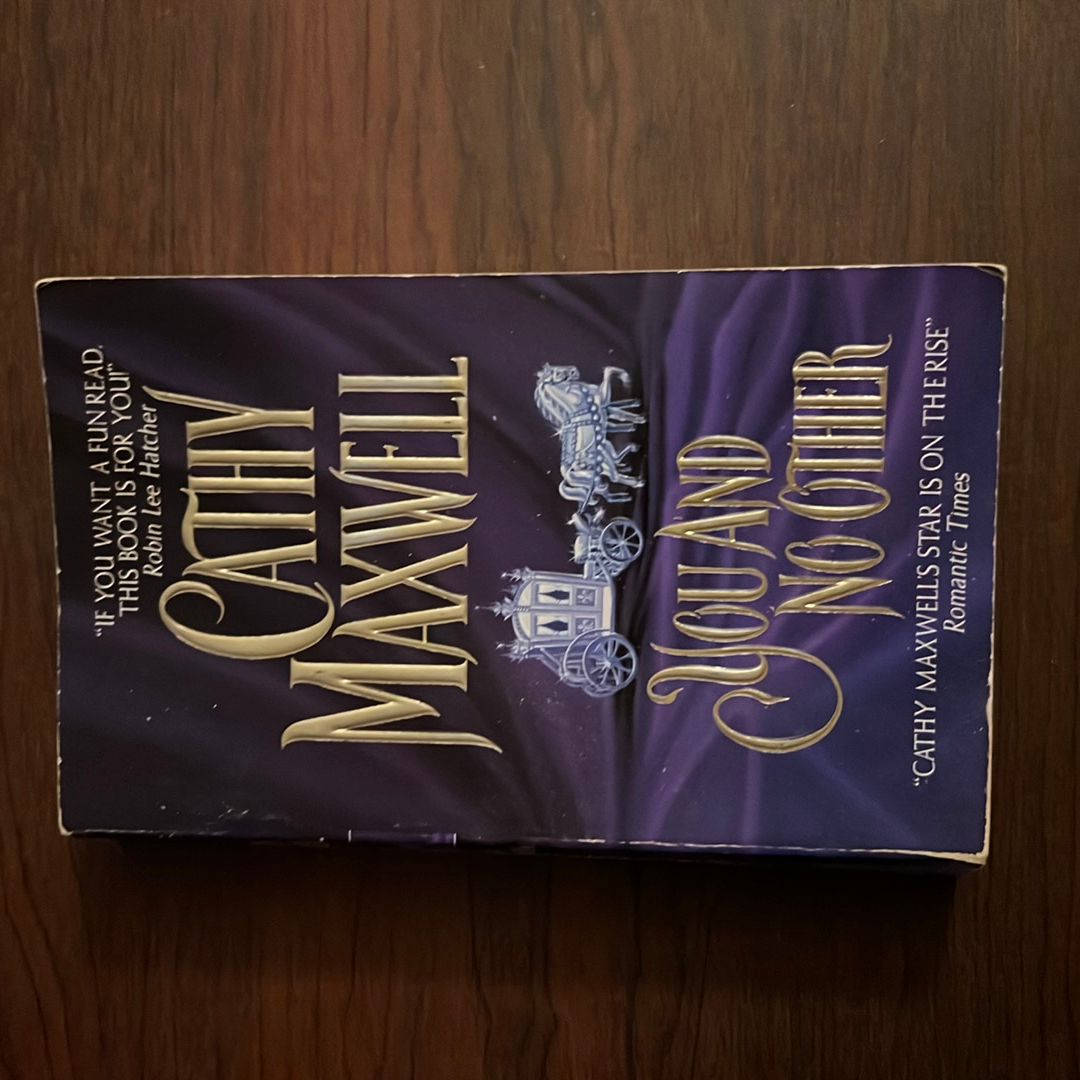 "IF YOU WANT A FUN READ,
THIS BOOK IS FOR YOU!"
Robin Lee Hatcher
CATHY
MAXWELL
YOU AND
NO OTHER
"CATHY MAXWELL'S STAR IS ON THE RISE"
Romantic Times